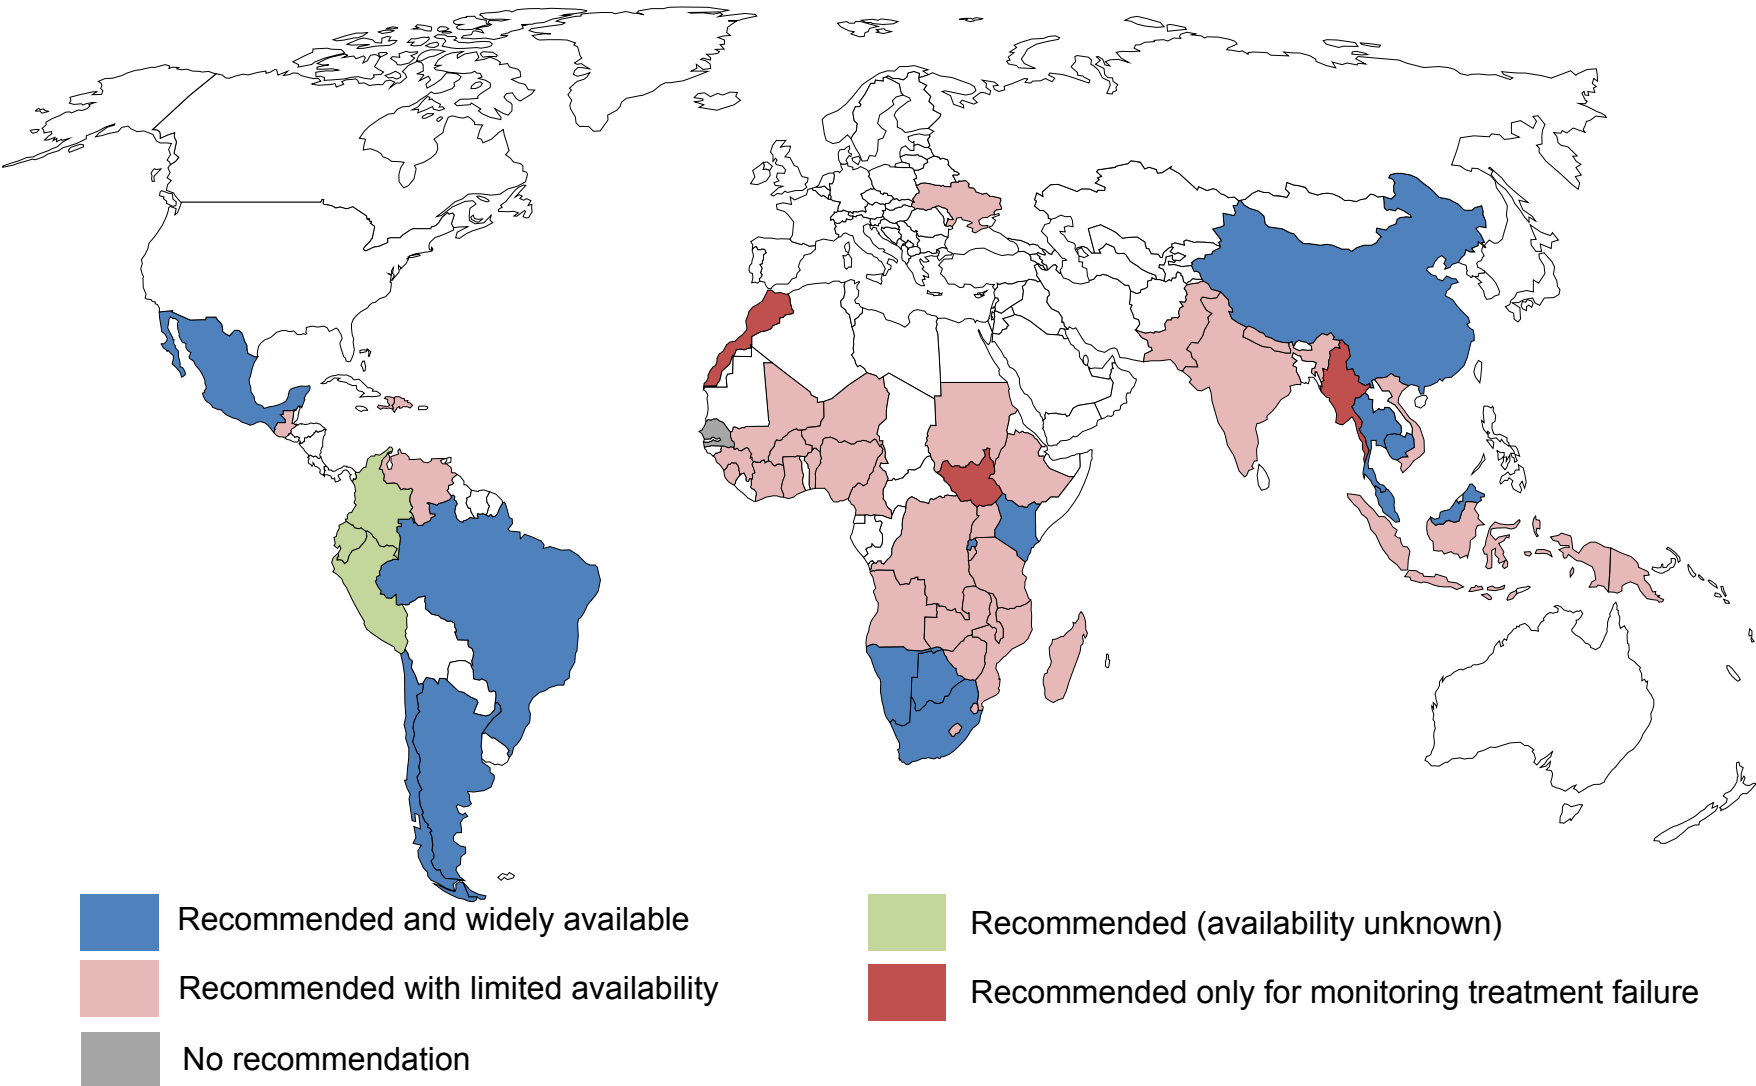 Recommended and widely available
Recommended with limited availability
No recommendation
Recommended (availability unknown)
Recommended only for monitoring treatment failure